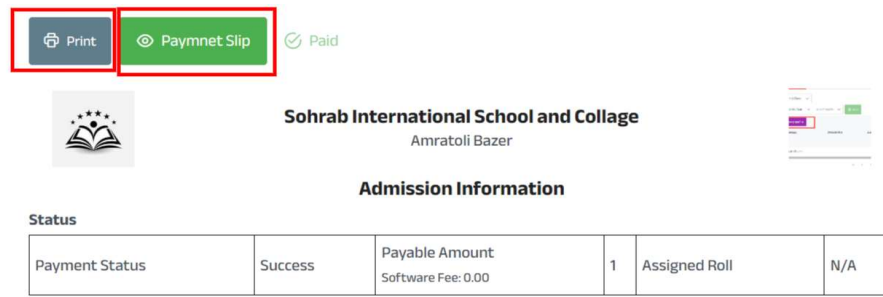 Print
Paymnet Slip
Paid
Sohrab International School and Collage
Amratoli Bazer
Admission Information
Status
Payment Status
Success
Payable Amount
Software Fee: 0.00
1
Assigned Roll
N/A